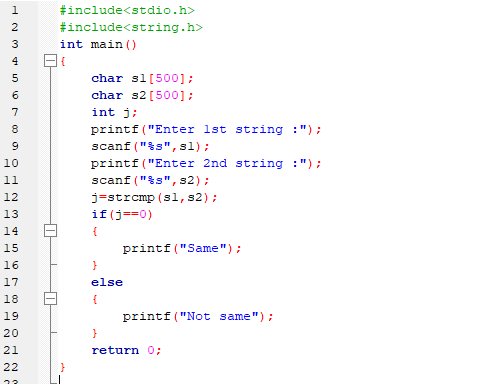 1 #include<stdio.h>
2 #include<string.h>
3 int main()
4 {
5 char s1[500];
6 char s2[500];
7 int j;
8 printf("Enter 1st string :");
9 scanf("%s",s1);
10 printf("Enter 2nd string :");
11 scanf("%s",s2);
12 j=strcmp(s1,s2);
13 if(j==0)
14 {
15 printf("Same");
16 }
17 else
18 {
19 printf("Not same");
20 }
21 return 0;
22 }
23